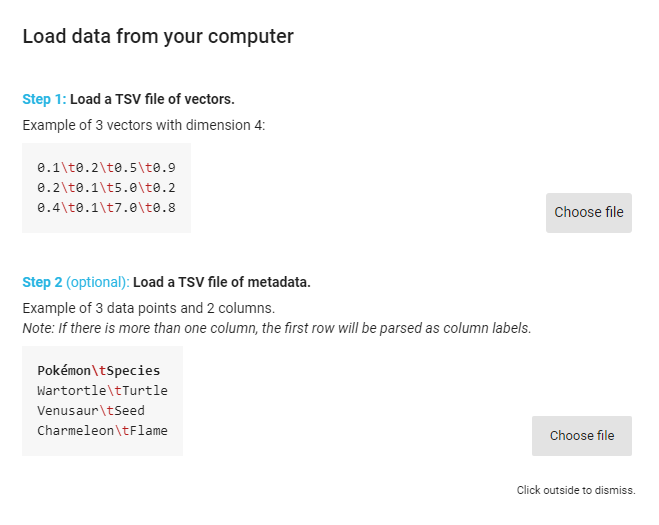 Load data from your computer
Step 1: Load a TSV file of vectors.
Example of 3 vectors with dimension 4:
0.1\t0.2\t0.5\t0.9
0.2\t0.1\t5.0\t0.2
0.4\t0.1\t7.0\t0.8
Choose file
Step 2 (optional): Load a TSV file of metadata.
Example of 3 data points and 2 columns.
Note: If there is more than one column, the first row will be parsed as column labels.
Pokémon\tSpecies
Wartortle\tTurtle
Venusaur\tSeed
Charmeleon\tFlame
Choose file
Click outside to dismiss.